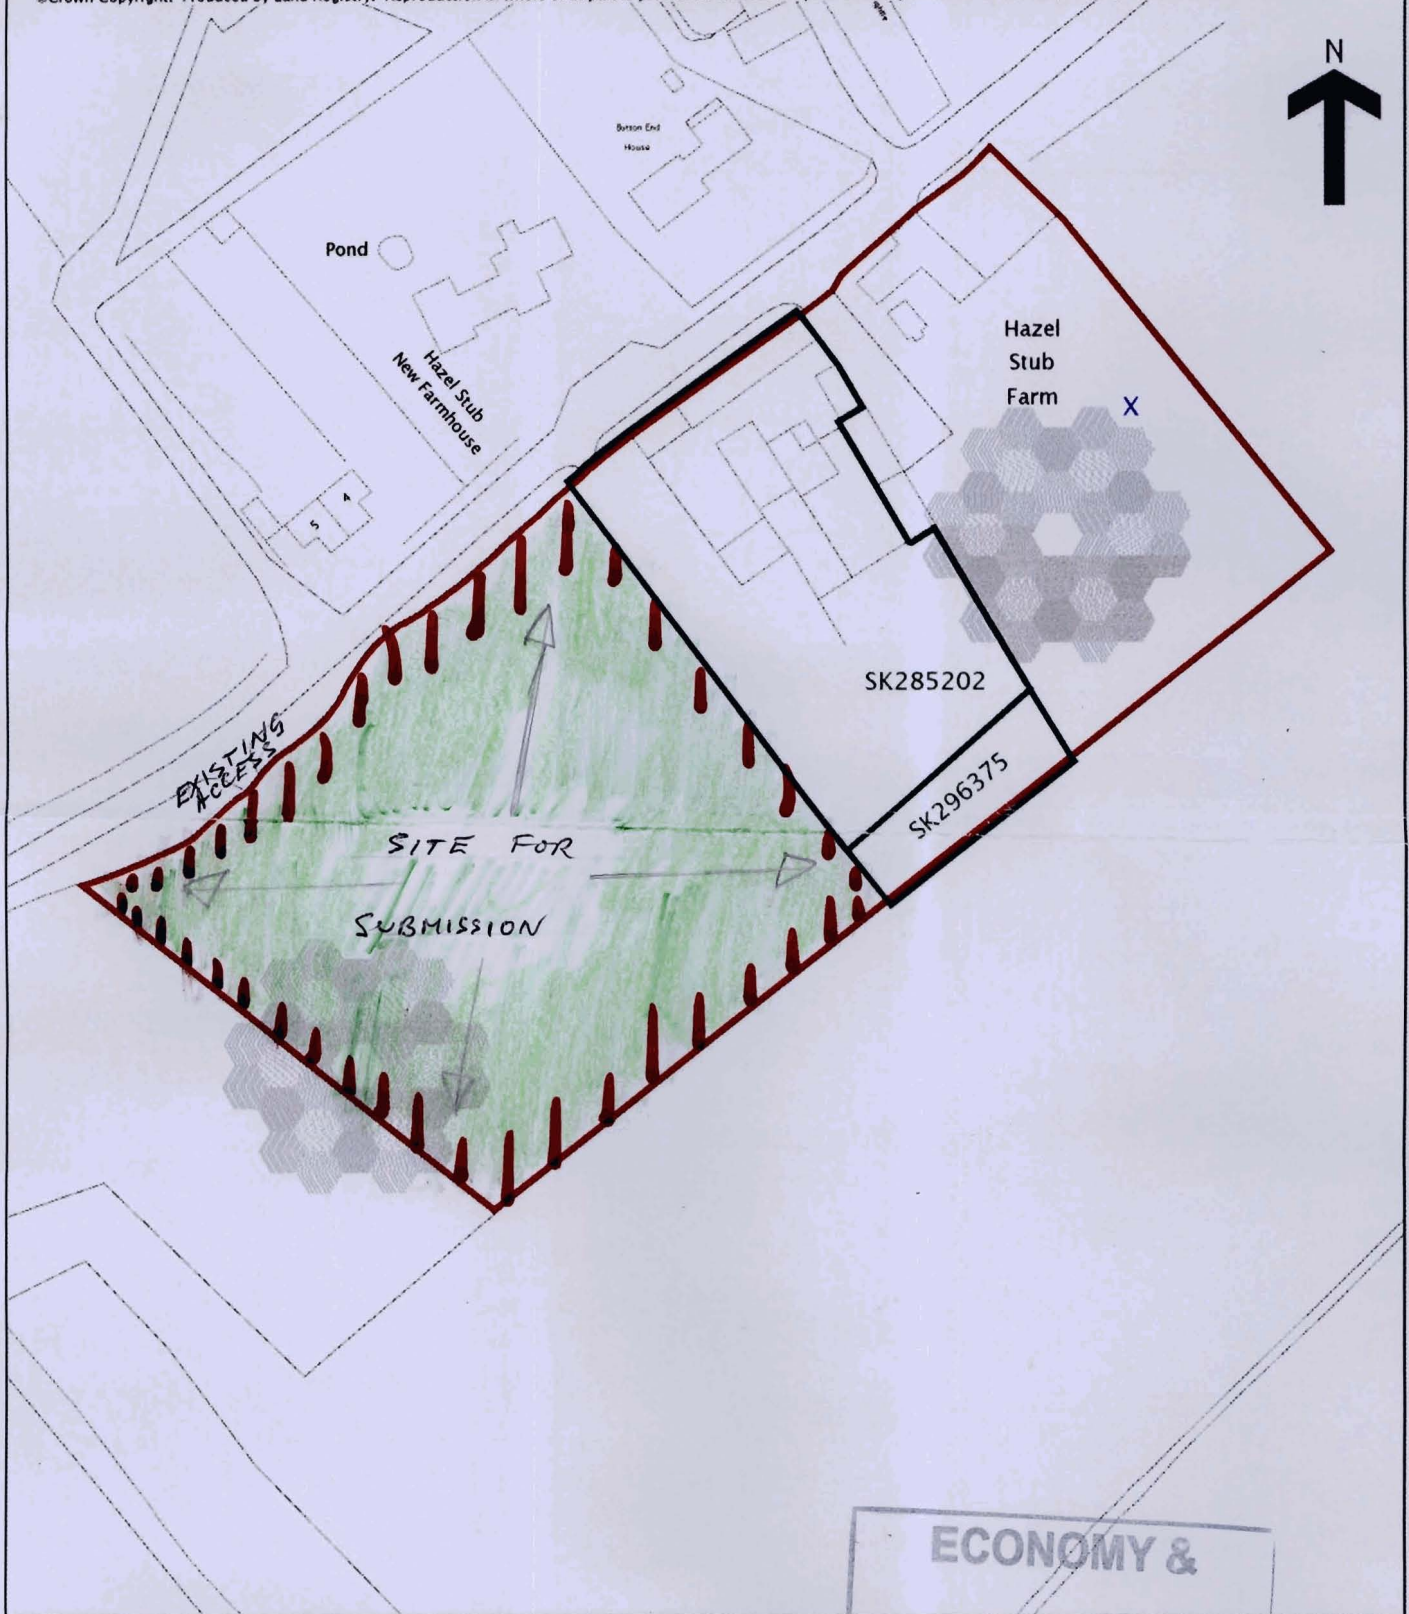 N
Burton End
House
Pond
Hazel Stub
New Farmhouse
Hazel
Stub
Farm
X
4
5
SK285202
EXISTING
ACCESS
SK296375
SITE FOR
SUBMISSION
ECONOMY &